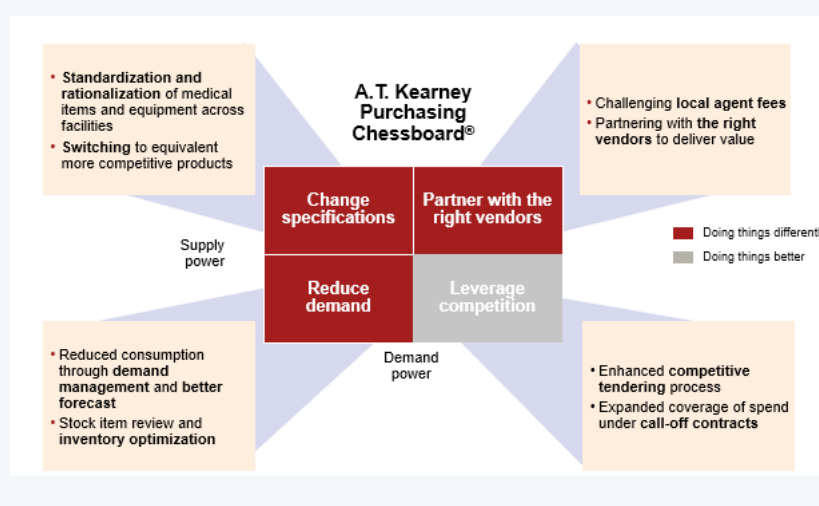 A.T. Kearney
Purchasing
Chessboard®
• Standardization and
rationalization of medical
items and equipment across
facilities
• Switching to equivalent
more competitive products
• Challenging local agent fees
• Partnering with the right
vendors to deliver value
Change
specifications
Partner with the
right vendors
Supply
power
Doing things different
Doing things better
Reduce
demand
Leverage
competition
Demand
power
• Reduced consumption
through demand
management and better
forecast
• Stock item review and
inventory optimization
• Enhanced competitive
tendering process
• Expanded coverage of spend
under call-off contracts